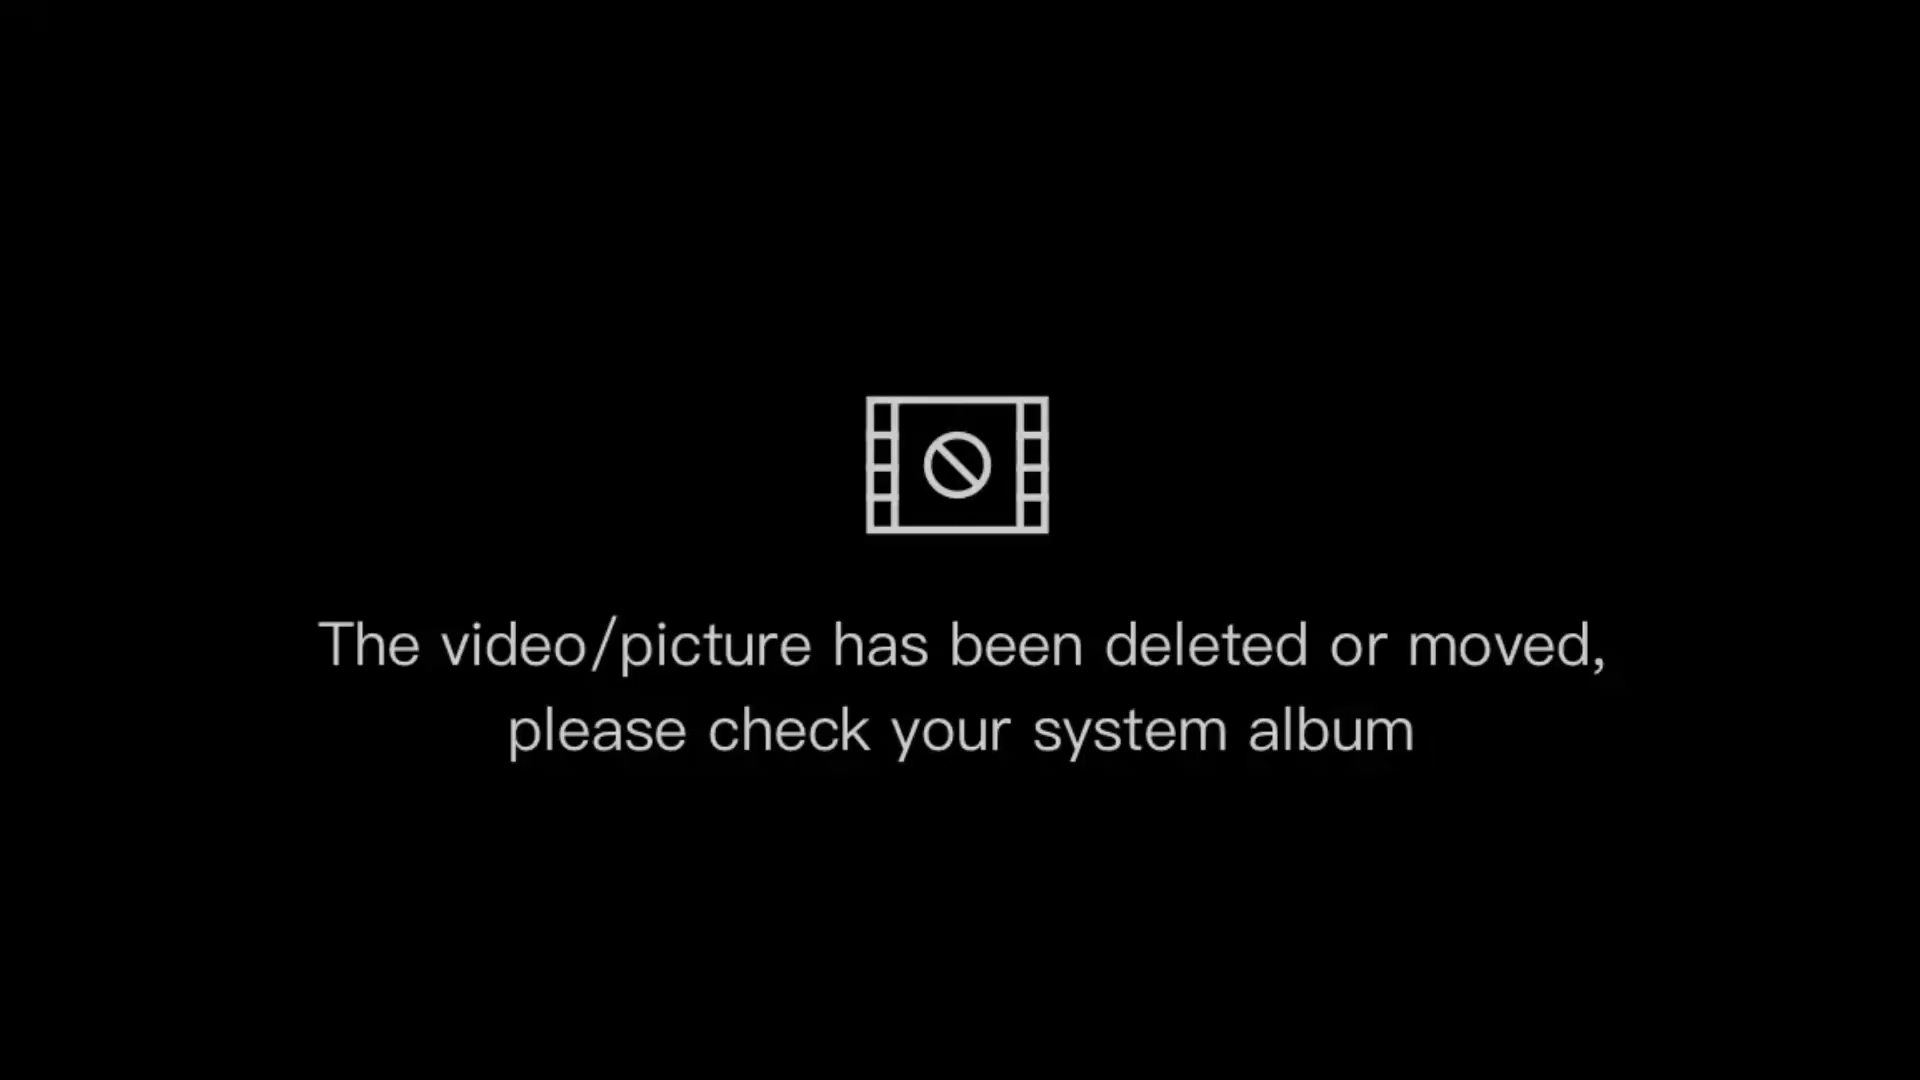 The video/picture has been deleted or moved,
please check your system album